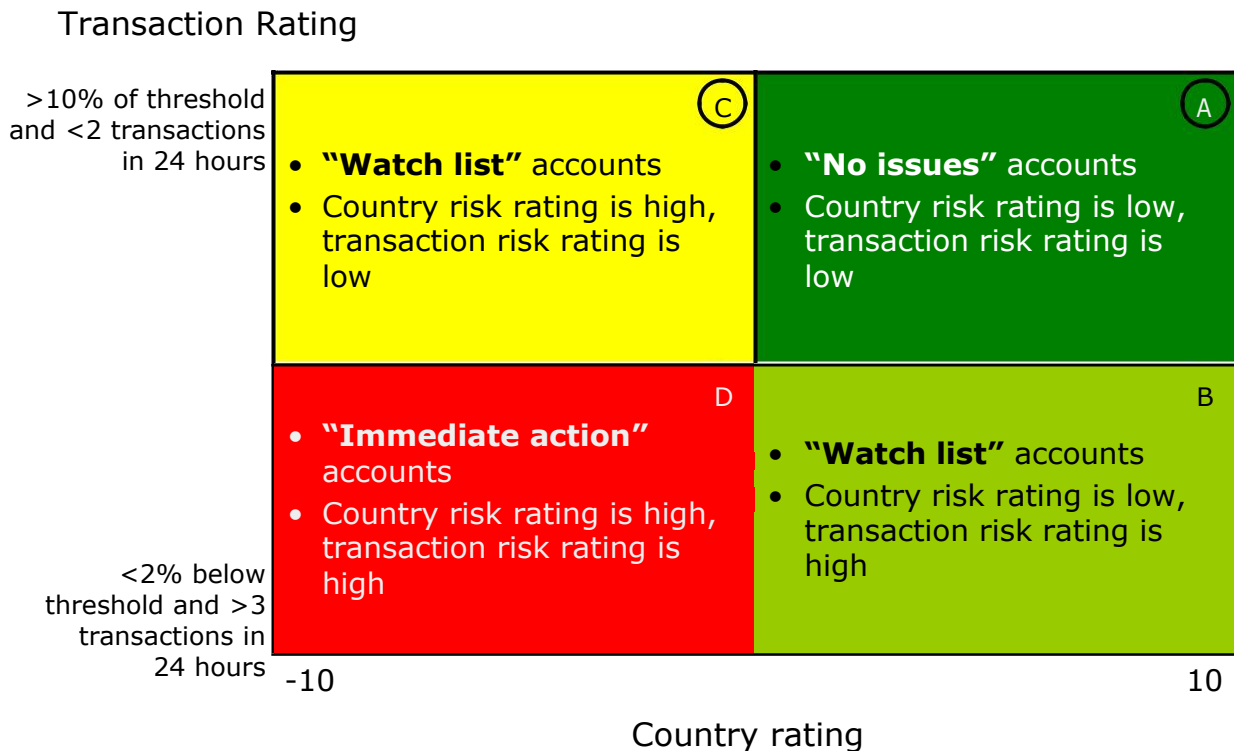 Transaction Rating
>10% of threshold
and <2 transactions
in 24 hours
C
• “Watch list” accounts
• Country risk rating is high,
transaction risk rating is
low
A
• “No issues” accounts
• Country risk rating is low,
transaction risk rating is
low
D
• “Immediate action”
accounts
• Country risk rating is high,
transaction risk rating is
high
B
• “Watch list” accounts
• Country risk rating is low,
transaction risk rating is
high
<2% below
threshold and >3
transactions in
24 hours
-10
10
Country rating